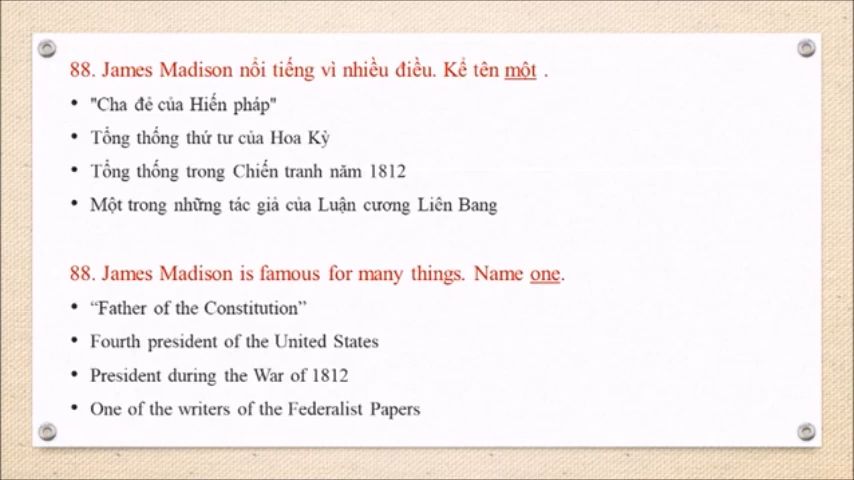 88. James Madison nổi tiếng vì nhiều điều. Kể tên một .
• "Cha đẻ của Hiến pháp"
• Tổng thống thứ tư của Hoa Kỳ
• Tổng thống trong Chiến tranh năm 1812
• Một trong những tác giả của Luận cương Liên Bang
88. James Madison is famous for many things. Name one.
• “Father of the Constitution”
• Fourth president of the United States
• President during the War of 1812
• One of the writers of the Federalist Papers